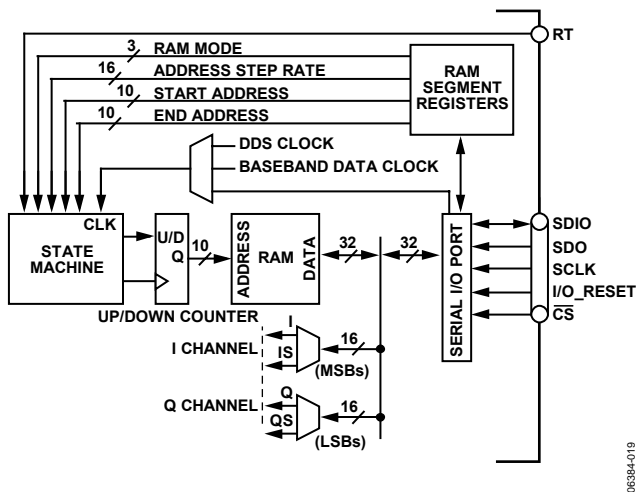 RT
3 RAM MODE
16 ADDRESS STEP RATE
10 START ADDRESS
10 END ADDRESS
RAM
SEGMENT
REGISTERS
DDS CLOCK
BASEBAND DATA CLOCK
CLK
STATE
MACHINE
U/D
Q
10
ADDRESS
RAM
DATA
32
32
SERIAL I/O PORT
SDIO
SDO
SCLK
I/O_RESET
CS
UP/DOWN COUNTER
I CHANNEL
I
IS
16
(MSBs)
Q CHANNEL
Q
QS
16
(LSBs)
06384-019